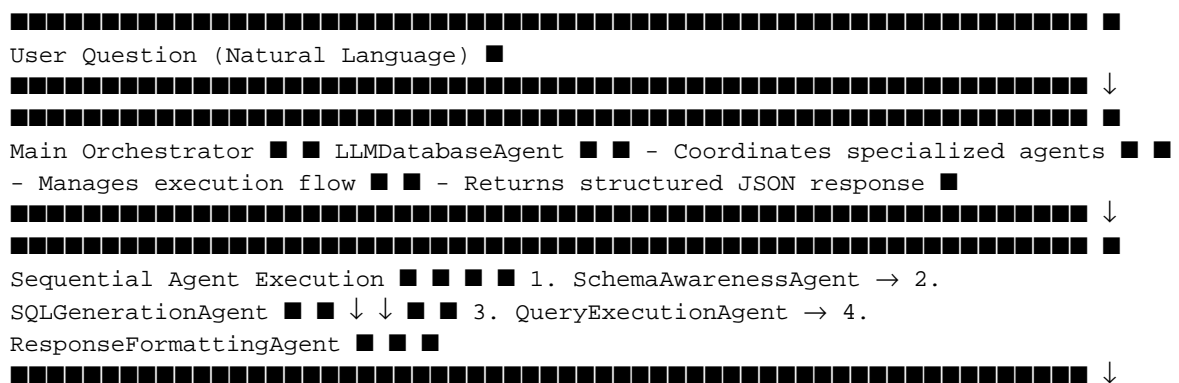 ■■■■■■■■■■■■■■■■■■■■■■■■■■■■■■■■■■■■■■■■■■■■■■■■■■■■■■■■■■■ ■
User Question (Natural Language) ■
■■■■■■■■■■■■■■■■■■■■■■■■■■■■■■■■■■■■■■■■■■■■■■■■■■■■■■■■■■■ ↓
■■■■■■■■■■■■■■■■■■■■■■■■■■■■■■■■■■■■■■■■■■■■■■■■■■■■■■■■■■■ ■
Main Orchestrator ■ ■ LLMDatabaseAgent ■ ■ - Coordinates specialized agents ■ ■
- Manages execution flow ■ ■ - Returns structured JSON response ■
■■■■■■■■■■■■■■■■■■■■■■■■■■■■■■■■■■■■■■■■■■■■■■■■■■■■■■■■■■■ ↓
■■■■■■■■■■■■■■■■■■■■■■■■■■■■■■■■■■■■■■■■■■■■■■■■■■■■■■■■■■■ ■
Sequential Agent Execution ■ ■ ■ ■ 1. SchemaAwarenessAgent → 2.
SQLGenerationAgent ■ ■ ↓ ↓ ■ ■ 3. QueryExecutionAgent → 4.
ResponseFormattingAgent ■ ■ ■
■■■■■■■■■■■■■■■■■■■■■■■■■■■■■■■■■■■■■■■■■■■■■■■■■■■■■■■■■■■ ↓